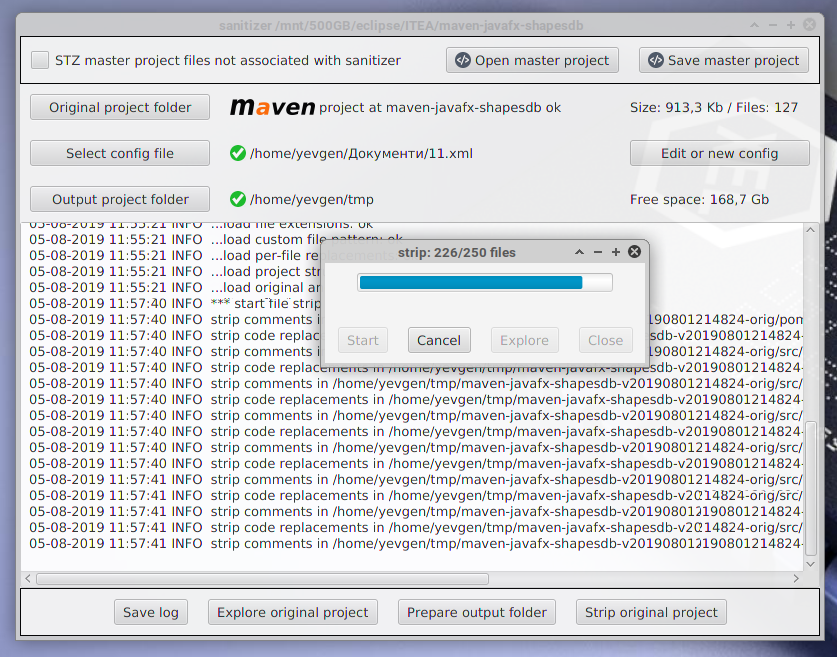 sanitizer /mnt/500GB/eclipse/ITEA/maven-javafx-shapesdb
STZ master project files not associated with sanitizer
Open master project
Save master project
Original project folder
maven project at maven-javafx-shapesdb ok
Size: 913,3 Kb / Files: 127
Select config file
/home/yevgen/Документи/11.xml
Edit or new config
Output project folder
/home/yevgen/tmp
Free space: 168,7 Gb
05-08-2019 11:55:21 INFO ...load file extensions: ok
05-08-2019 11:55:21 INFO ...load custom file pattern: ok
05-08-2019 11:55:21 INFO ...load per-file rep
05-08-2019 11:55:21 INFO ...load project str
05-08-2019 11:55:21 INFO ...load original ar
05-08-2019 11:57:40 INFO *** start file strip
05-08-2019 11:57:40 INFO strip comments i 190801214824-orig/pom
05-08-2019 11:57:40 INFO strip code replac sdb-v20190801214824-
05-08-2019 11:57:40 INFO strip comments i 190801214824-orig/src/
05-08-2019 11:57:40 INFO strip code replacements in /home/yevgen/tmp/maven-javafx-shapesdb-v20190801214824-
05-08-2019 11:57:40 INFO strip comments in /home/yevgen/tmp/maven-javafx-shapesdb-v20190801214824-orig/src/
05-08-2019 11:57:40 INFO strip code replacements in /home/yevgen/tmp/maven-javafx-shapesdb-v20190801214824-
05-08-2019 11:57:40 INFO strip comments in /home/yevgen/tmp/maven-javafx-shapesdb-v20190801214824-orig/src/
05-08-2019 11:57:40 INFO strip code replacements in /home/yevgen/tmp/maven-javafx-shapesdb-v20190801214824-
05-08-2019 11:57:40 INFO strip comments in /home/yevgen/tmp/maven-javafx-shapesdb-v20190801214824-orig/src/
05-08-2019 11:57:40 INFO strip code replacements in /home/yevgen/tmp/maven-javafx-shapesdb-v20190801214824-
05-08-2019 11:57:41 INFO strip comments in /home/yevgen/tmp/maven-javafx-shapesdb-v20190801214824-orig/src/
05-08-2019 11:57:41 INFO strip code replacements in /home/yevgen/tmp/maven-javafx-shapesdb-v20190801214824-
05-08-2019 11:57:41 INFO strip comments in /home/yevgen/tmp/maven-javafx-shapesdb-v20190801214824-orig/src/
05-08-2019 11:57:41 INFO strip code replacements in /home/yevgen/tmp/maven-javafx-shapesdb-v20190801214824-orig/src/
05-08-2019 11:57:41 INFO strip comments in /home/yevgen/tmp/maven-javafx-shapesdb-v20190801214824-
strip: 226/250 files
Start
Cancel
Explore
Close
Save log
Explore original project
Prepare output folder
Strip original project